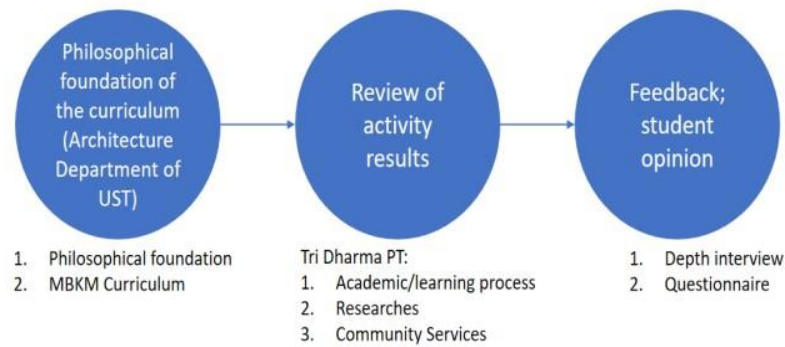 Philosophical
foundation of
the curriculum
(Architecture
Department of
UST)
Review of
activity
results
Feedback;
student
opinion
1. Philosophical foundation
2. MBKM Curriculum
Tri Dharma PT:
1. Academic/learning process
2. Researches
3. Community Services
1. Depth interview
2. Questionnaire